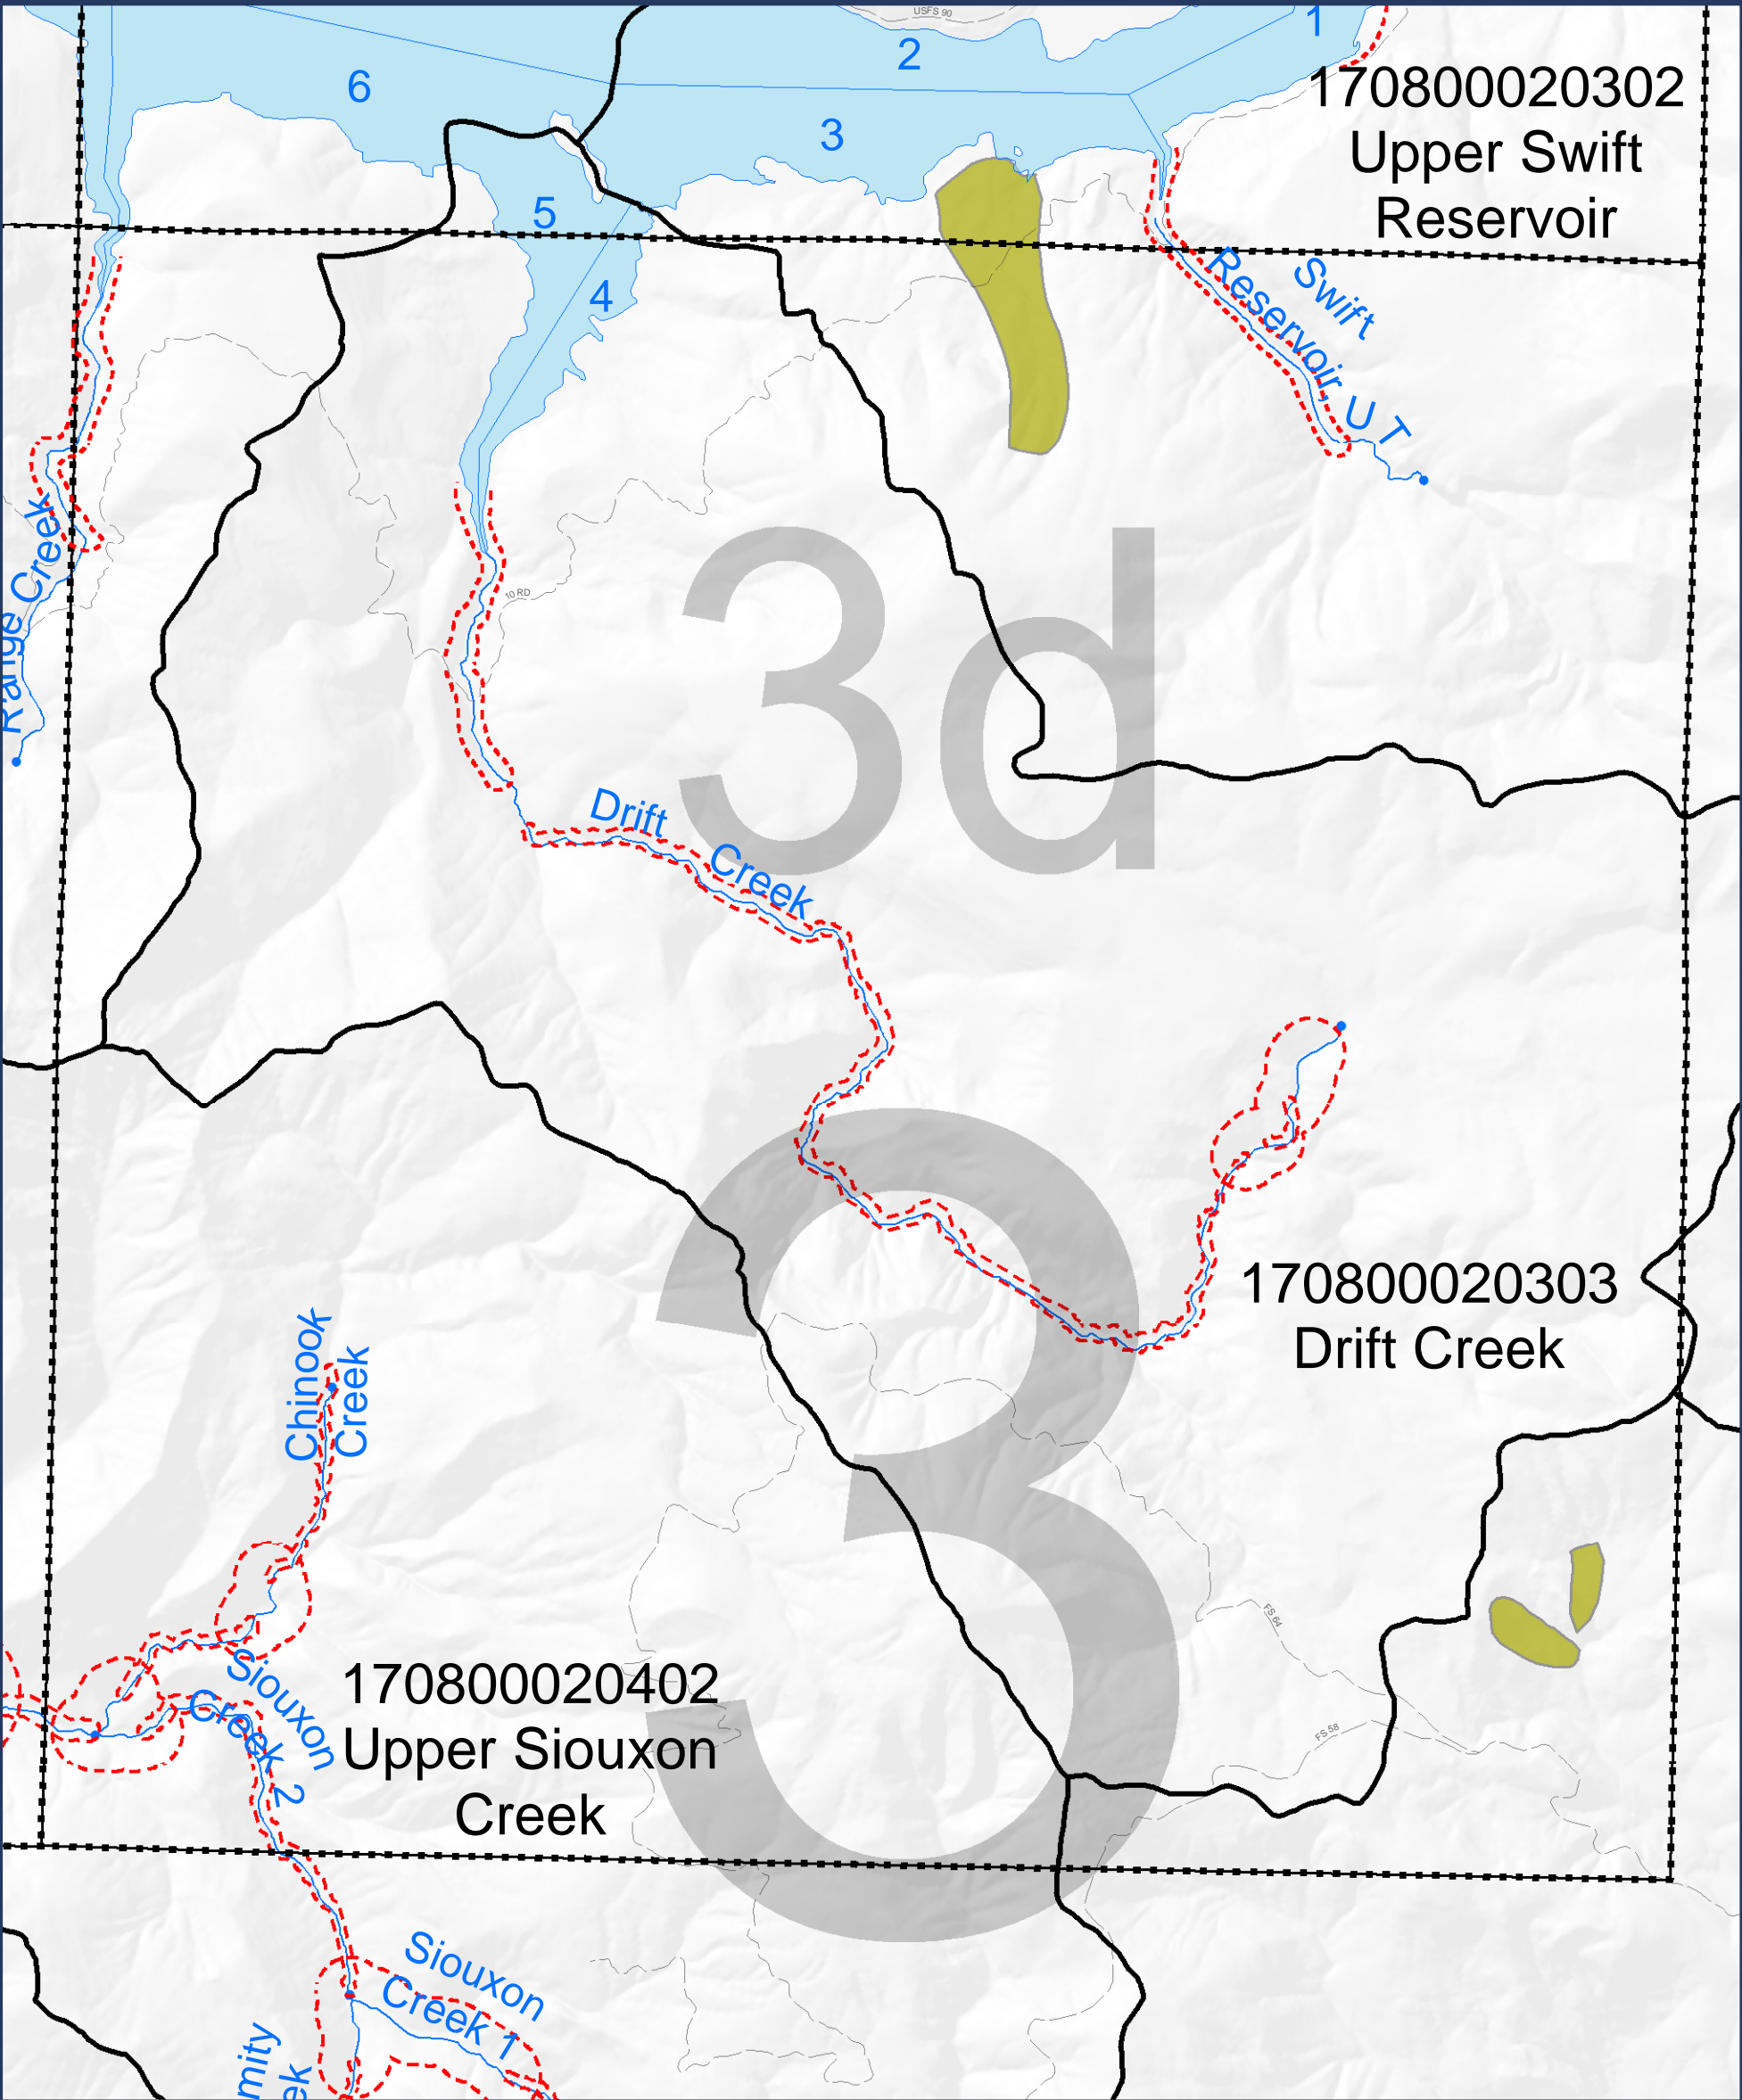 USFS 90
1
2
6
3
170800020302
Upper Swift
Reservoir
5
4
Swift
Reservoir, U T
Range Creek
10 RD
3d
Drift
Creek
170800020303
Drift Creek
3
Chinook
Creek
FS 64
Siouxon
Creek 2
170800020402
Upper Siouxon
Creek
FS 58
Siouxon
Creek 1
mity
ek